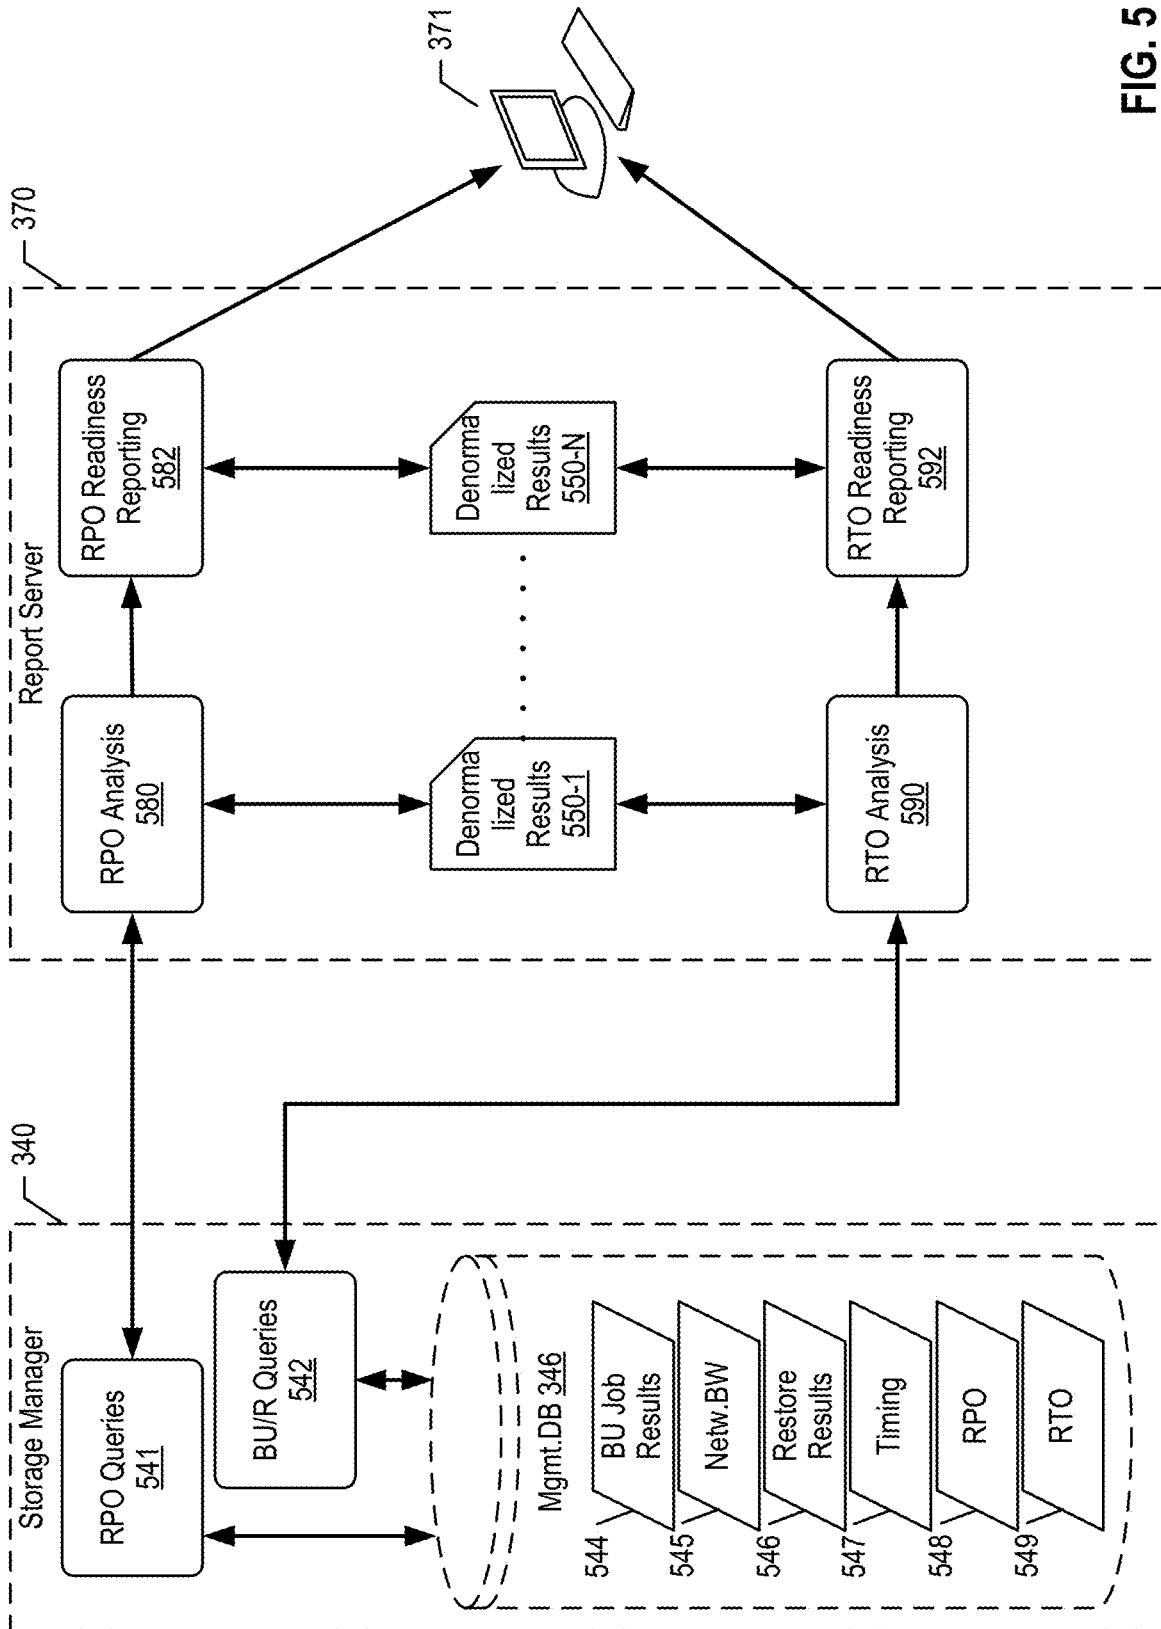 Storage Manager
340
RPO Queries
541
BU/R Queries
542
Mgmt.DB 346
544
BU Job
Results
545
Netw.BW
546
Restore
Results
547
Timing
548
RPO
549
RTO
Report Server
370
RPO Analysis
580
RPO Readiness
Reporting
582
Denorma
lized
Results
550-1
Denorma
lized
Results
550-N
RTO Analysis
590
RTO Readiness
Reporting
592
371
FIG. 5